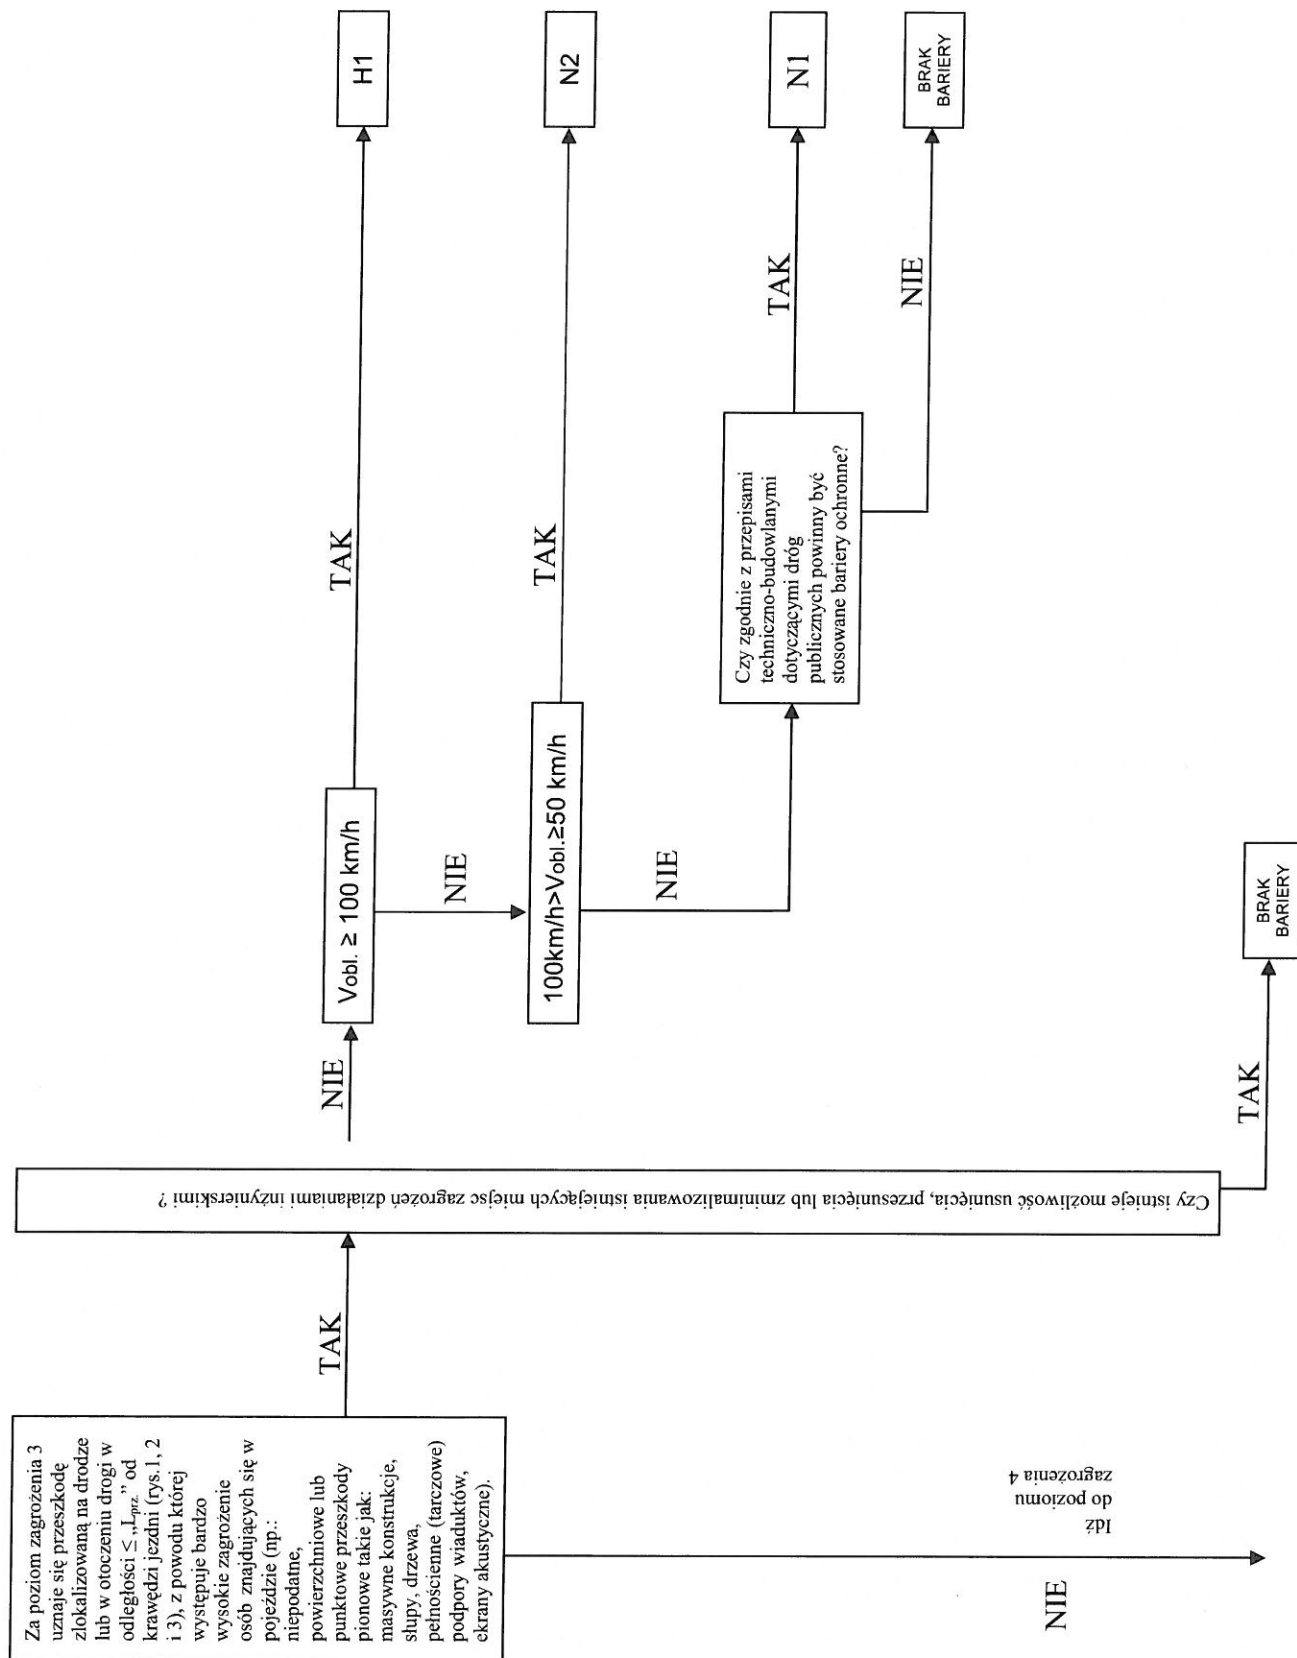 Za poziom zagrożenia 3
uznaje się przeszkodę
zlokalizowaną na drodze
lub w otoczeniu drogi w
odległości ≤ „Lprz.” od
krawędzi jezdni (rys.1, 2
i 3), z powodu której
występuje bardzo
wysokie zagrożenie
osób znajdujących się w
pojeździe (np.:
niepodatne,
powierzchniowe lub
punktowe przeszkody
pionowe takie jak:
masywne konstrukcje,
słupy, drzewa,
pełnościenne (tarczowe)
podpory wiaduktów,
ekrany akustyczne).
TAK
NIE
Idź
do poziomu
zagrożenia 4
Czy istnieje możliwość usunięcia, przesunięcia lub zminimalizowania istniejących miejsc zagrożeń działaniami inżynierskimi ?
NIE
TAK
BRAK
BARIERY
Vobl. ≥ 100 km/h
TAK
H1
NIE
100km/h>Vobl.≥50 km/h
TAK
N2
NIE
Czy zgodnie z przepisami
techniczno-budowlanymi
dotyczącymi dróg
publicznych powinny być
stosowane bariery ochronne?
TAK
N1
NIE
BRAK
BARIERY